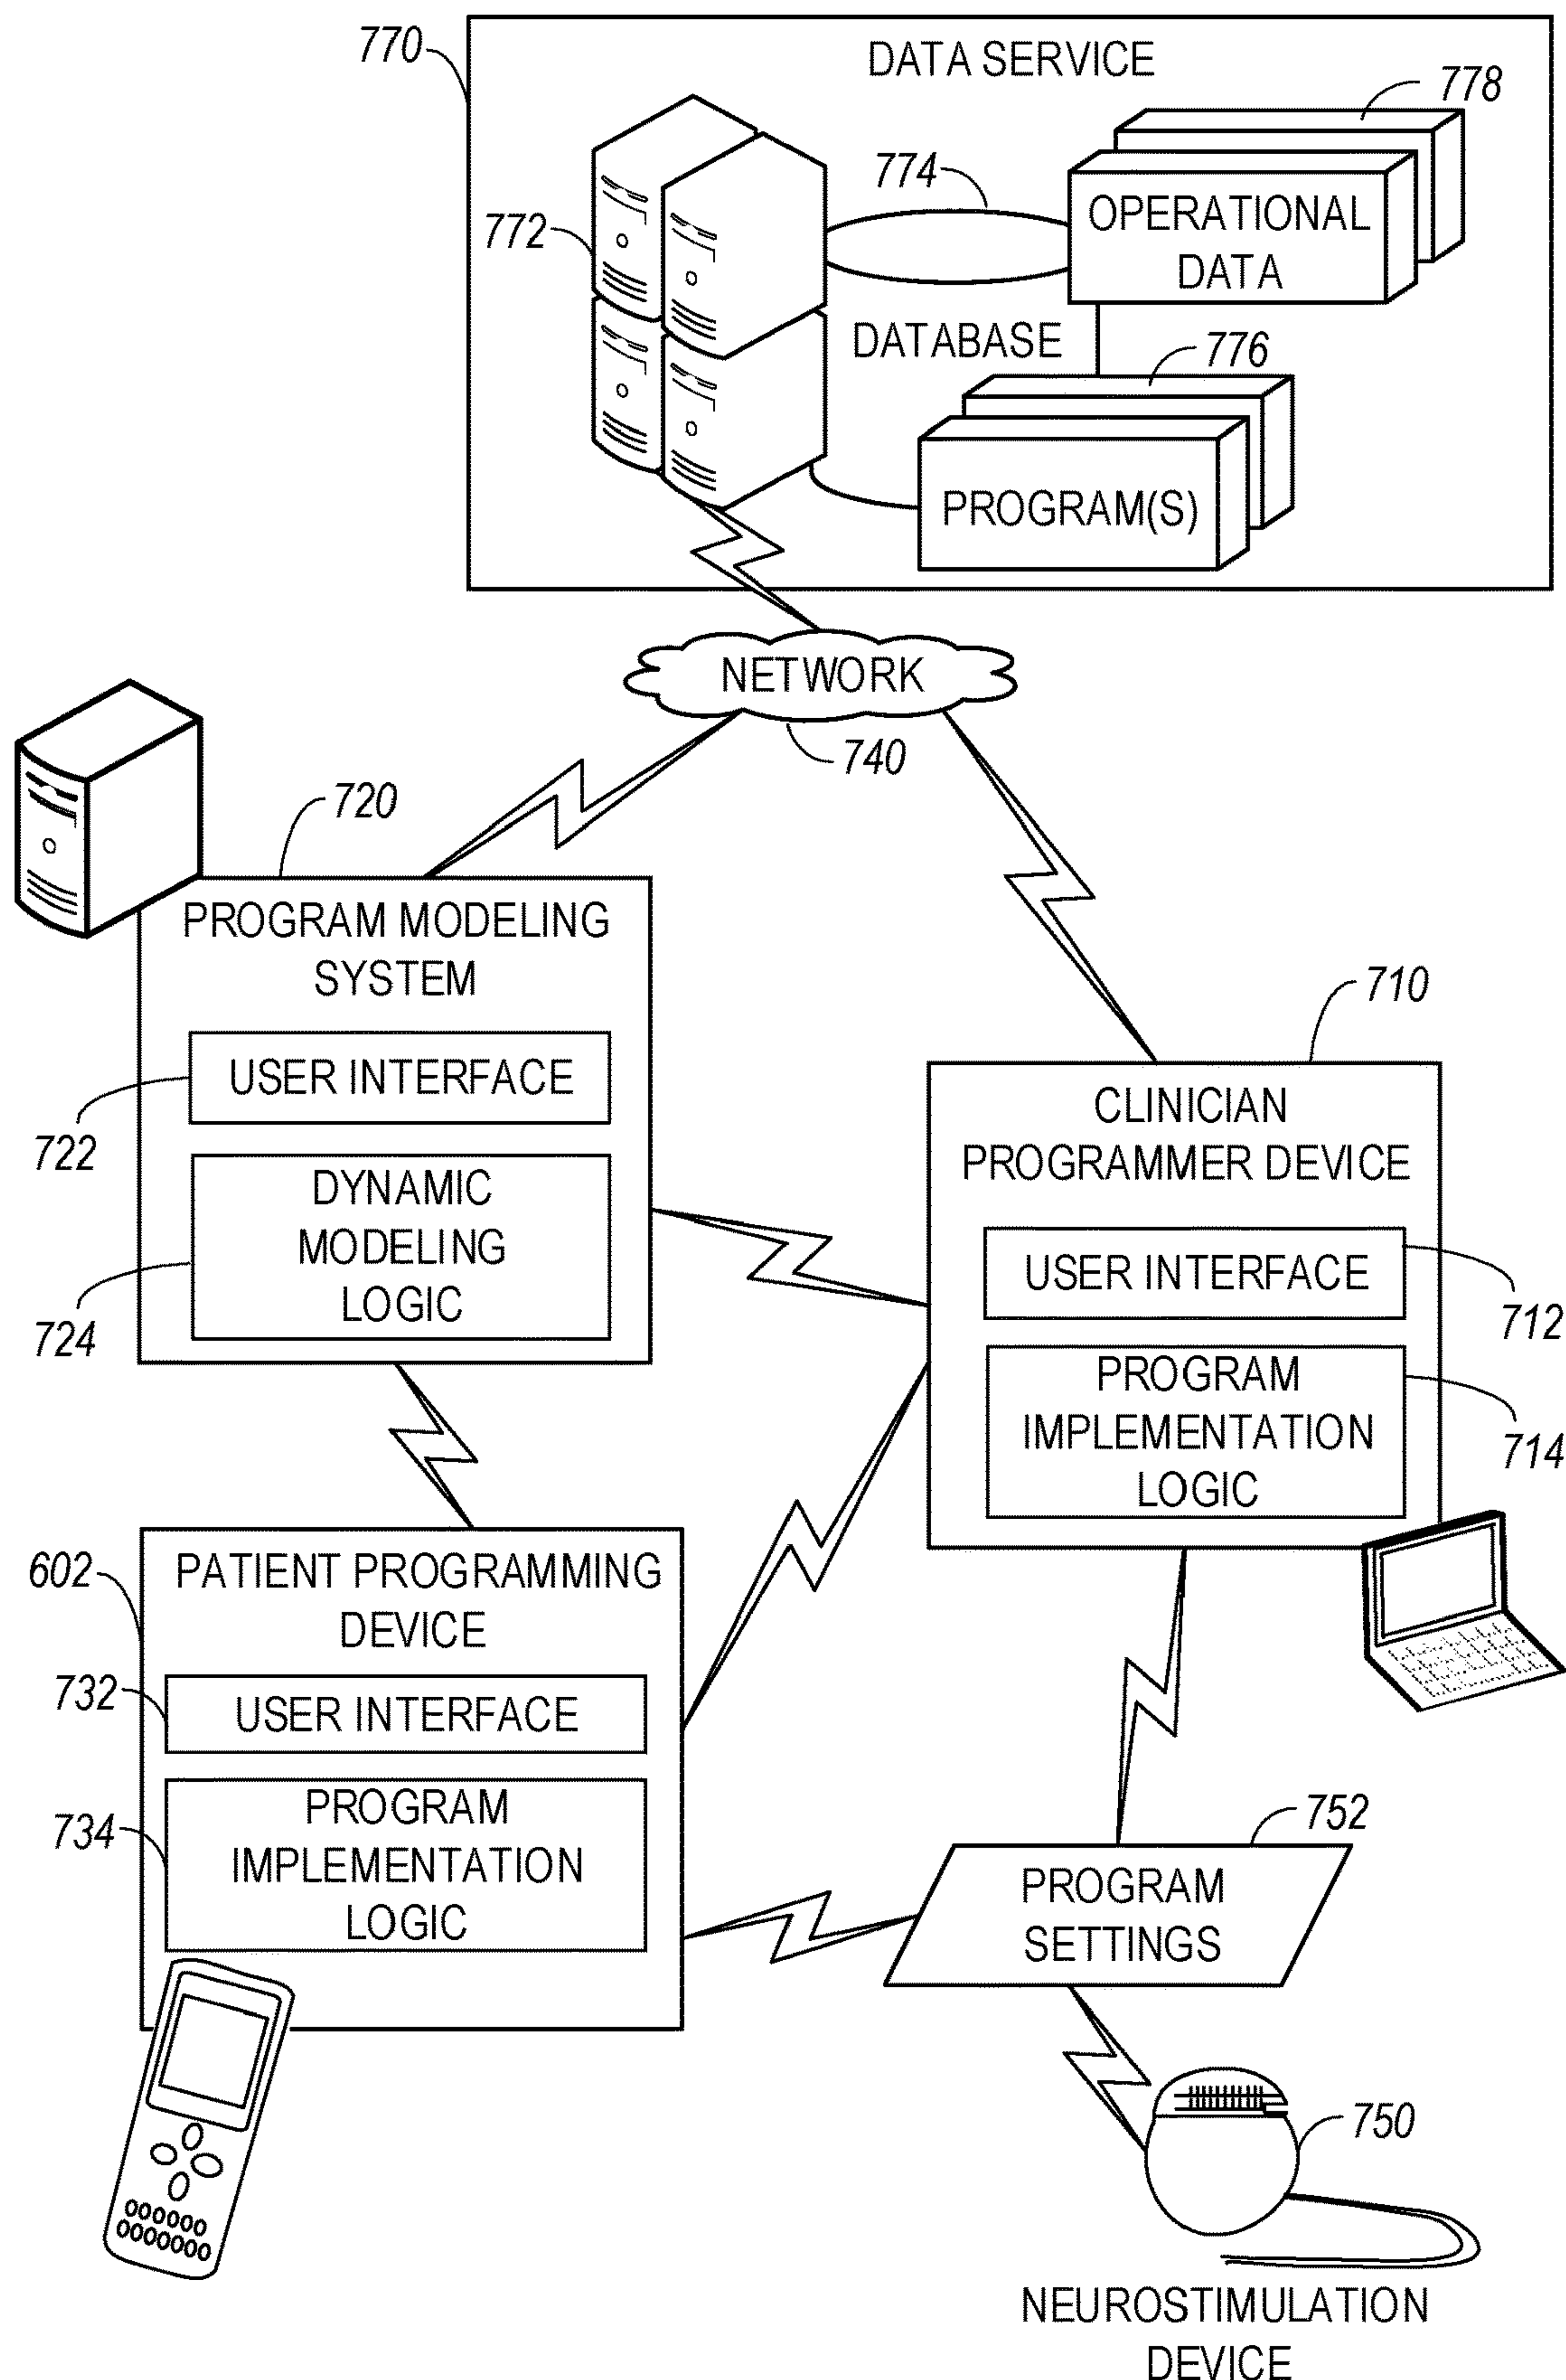 770
DATA SERVICE
778
774
OPERATIONAL
DATA
772
DATABASE
776
PROGRAM(S)
NETWORK
740
720
PROGRAM MODELING
SYSTEM
USER INTERFACE
722
DYNAMIC
MODELING
LOGIC
724
710
CLINICIAN
PROGRAMMER DEVICE
USER INTERFACE
712
PROGRAM
IMPLEMENTATION
LOGIC
714
602
PATIENT PROGRAMMING
DEVICE
732
USER INTERFACE
734
PROGRAM
IMPLEMENTATION
LOGIC
752
PROGRAM
SETTINGS
750
NEUROSTIMULATION
DEVICE